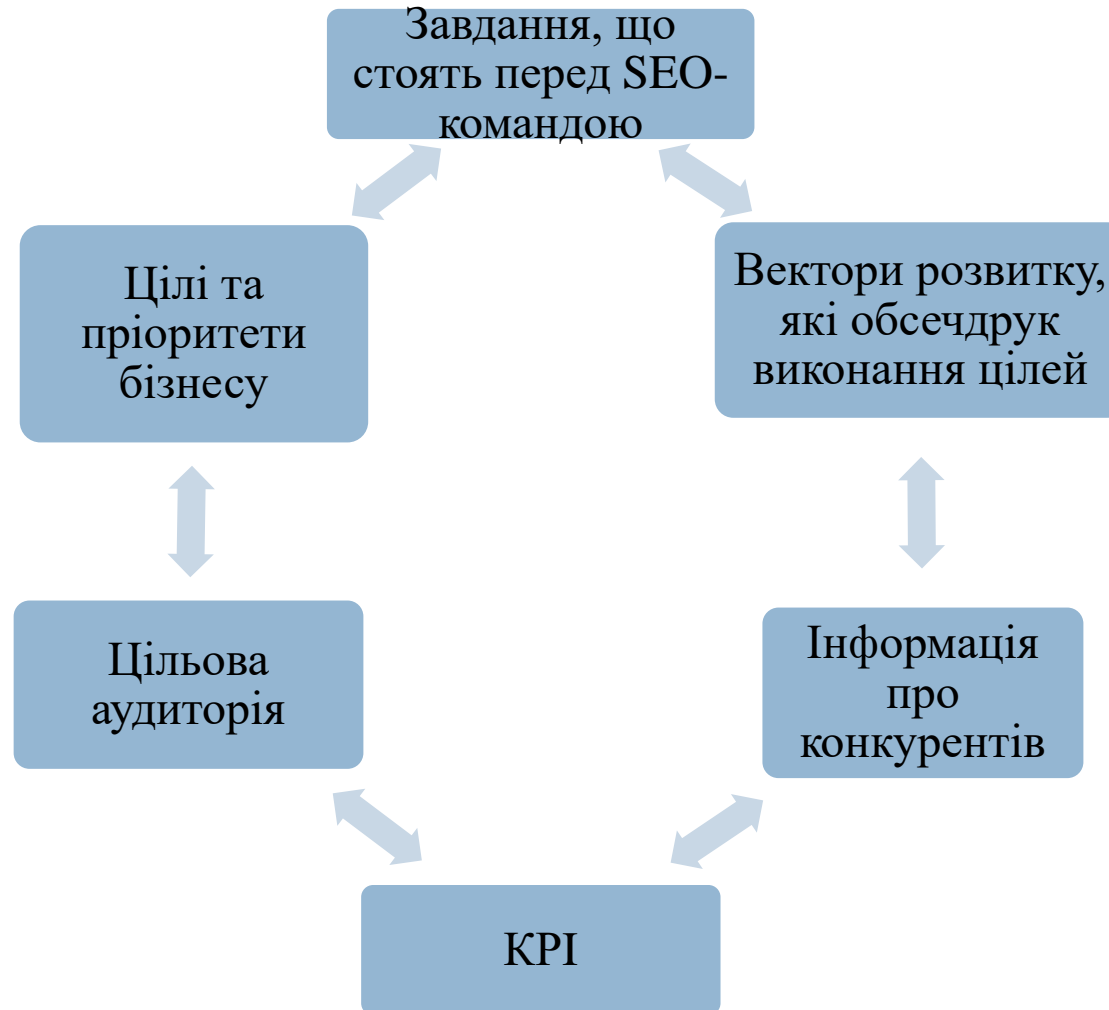 Завдання, що
стоять перед SEO-
командою
Цілі та
пріоритети
бізнесу
Вектори розвитку,
які обсечдрук
виконання цілей
Цільова
аудиторія
Інформація
про
конкурентів
KPI